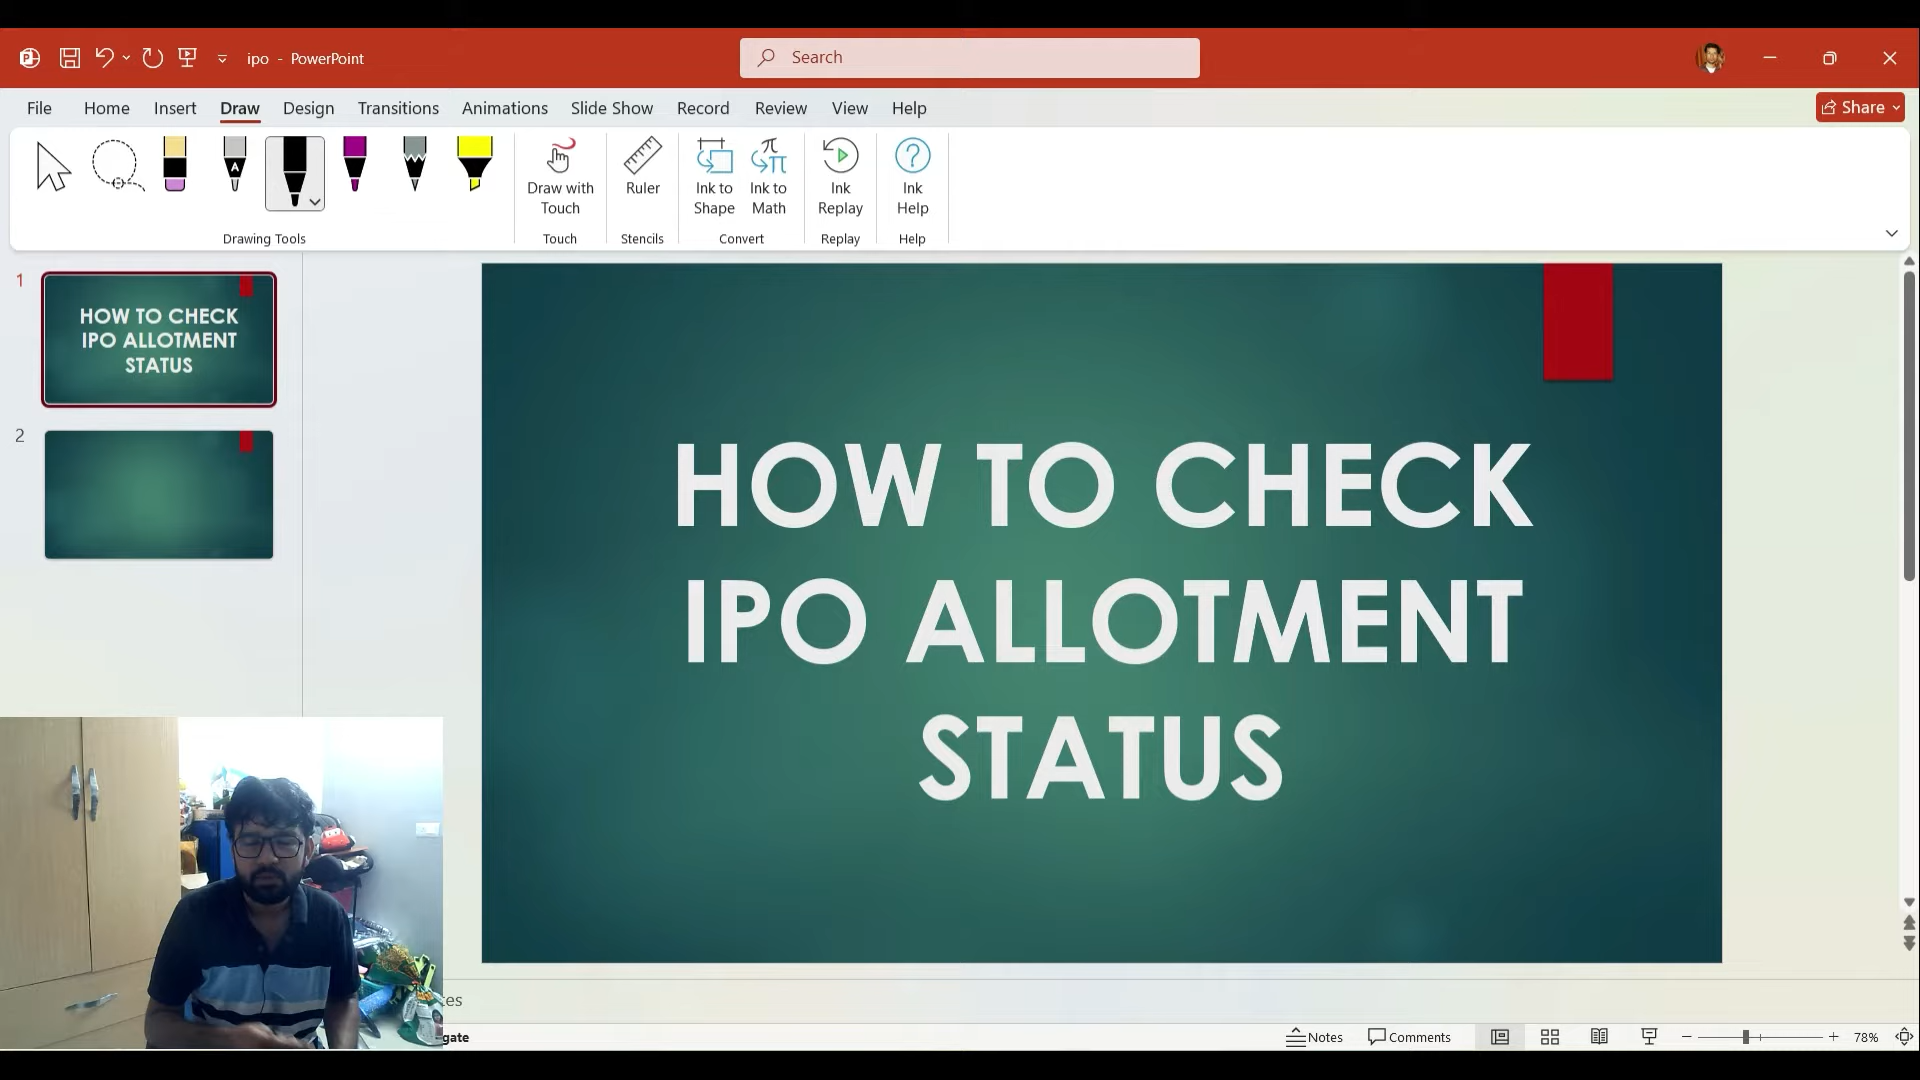 ipo - PowerPoint
Search
File Home Insert Draw Design Transitions Animations Slide Show Record Review View Help
Share
Draw with Touch
Ruler
Ink to Shape
Ink to Math
Ink Replay
Ink Help
Drawing Tools
Touch
Stencils
Convert
Replay
Help
1
HOW TO CHECK
IPO ALLOTMENT
STATUS
2
HOW TO CHECK
IPO ALLOTMENT
STATUS
Notes Comments 78%